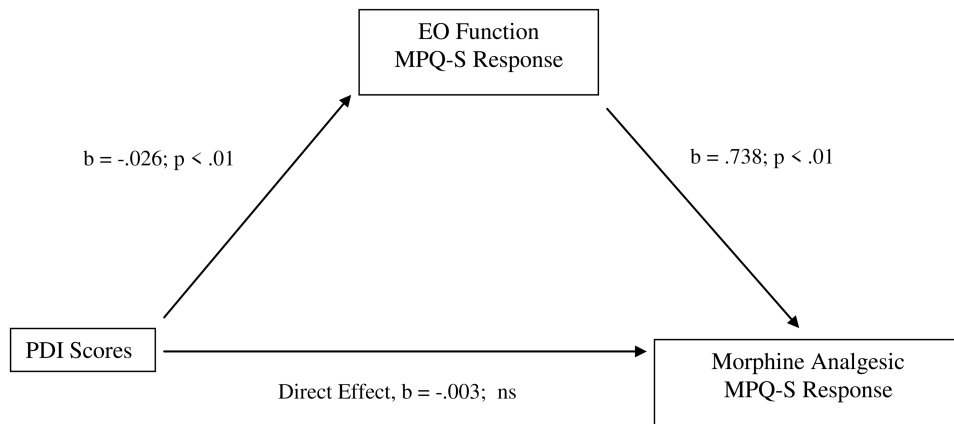 EO Function
MPQ-S Response
b = -.026; p < .01
b = .738; p < .01
PDI Scores
Direct Effect, b = -.003;  ns
Morphine Analgesic
MPQ-S Response